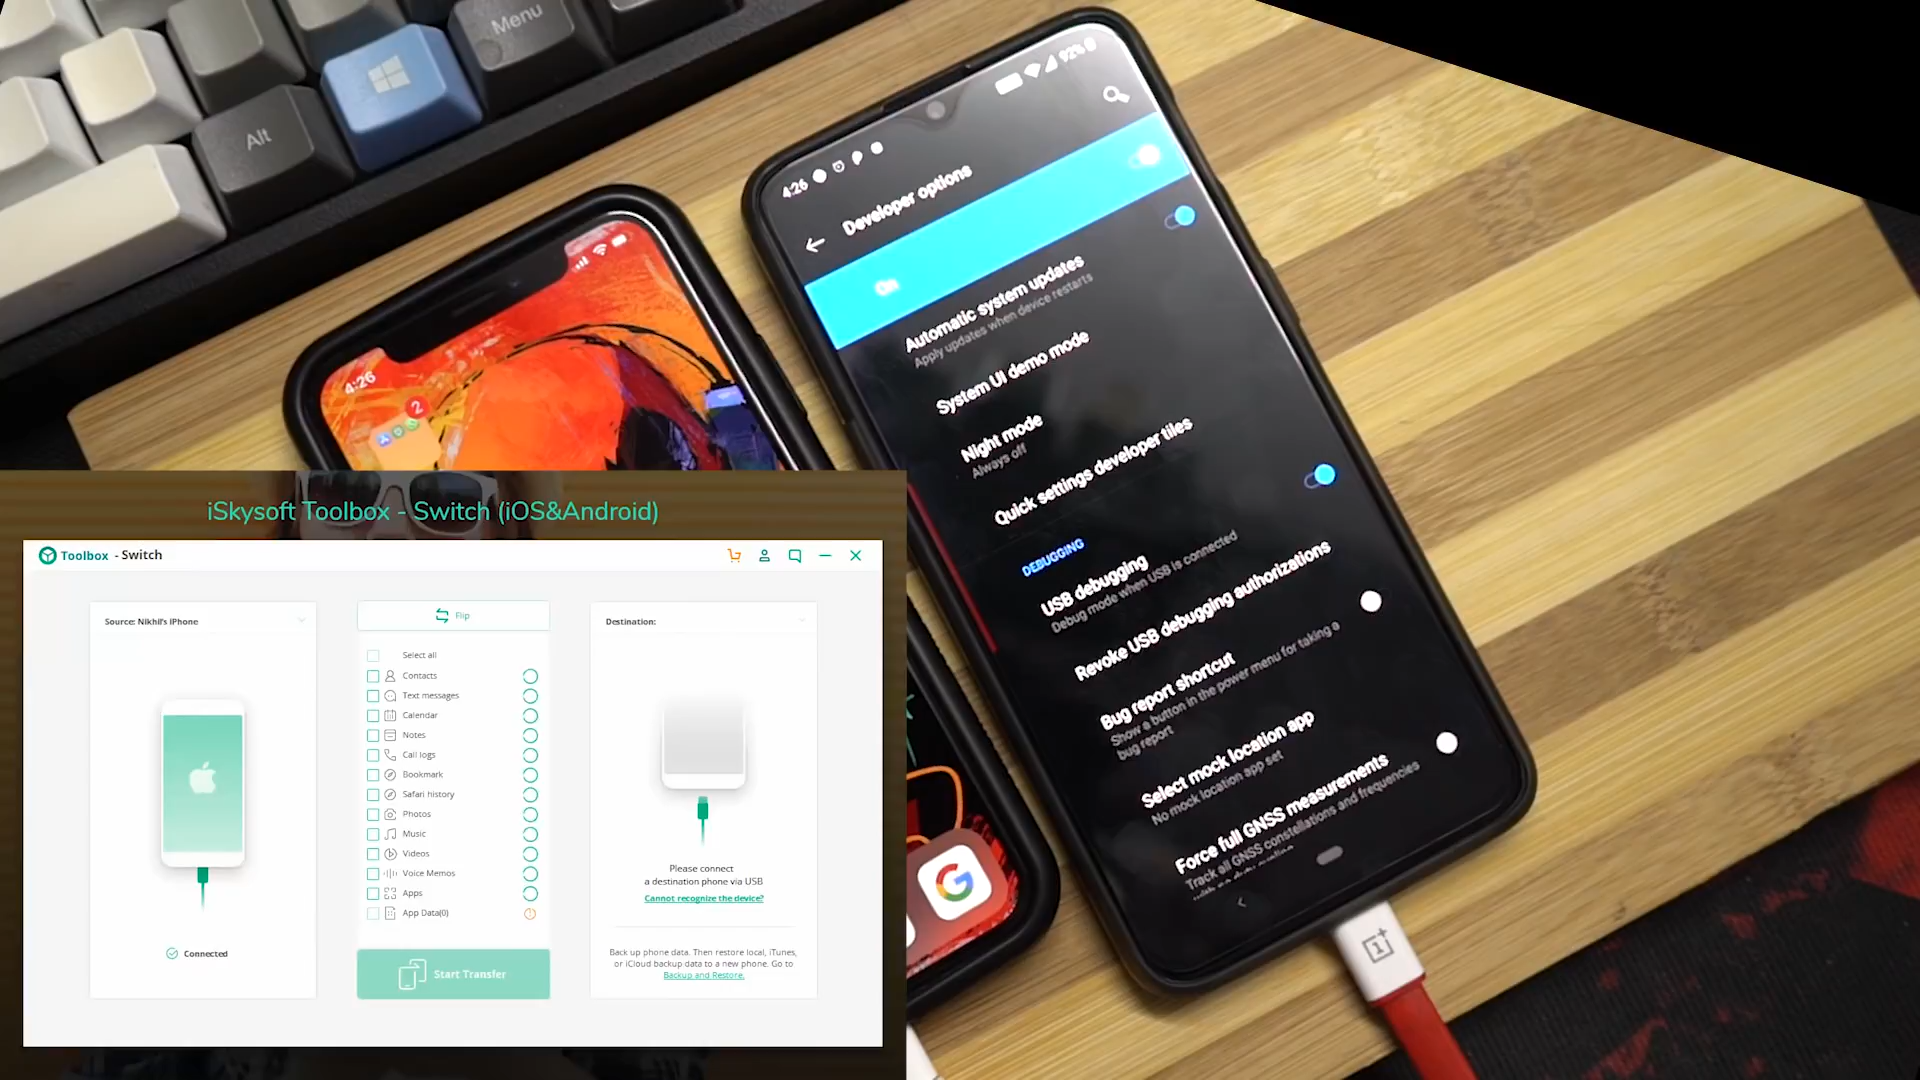 Menu
Alt
92%
4:26
Developer options
On
Automatic system updates
Apply updates when device restarts
System UI demo mode
Night mode
Always off
Quick settings developer tiles
DEBUGGING
USB debugging
Debug mode when USB is connected
Revoke USB debugging authorizations
Bug report shortcut
Show a button in the power menu for taking a
bug report
Select mock location app
No mock location app set
Force full GNSS measurements
Track all GNSS constellations and frequencies
4:26
2
G
1+
iSkysoft Toolbox - Switch (iOS&Android)
Toolbox - Switch
Source: Nikhil's iPhone
Connected
Flip
Select all
Contacts
Text messages
Calendar
Notes
Call logs
Bookmark
Safari history
Photos
Music
Videos
Voice Memos
Apps
App Data(0)
Start Transfer
Destination:
Please connect
a destination phone via USB
Cannot recognize the device?
Back up phone data. Then restore local, iTunes,
or iCloud backup data to a new phone. Go to
Backup and Restore.